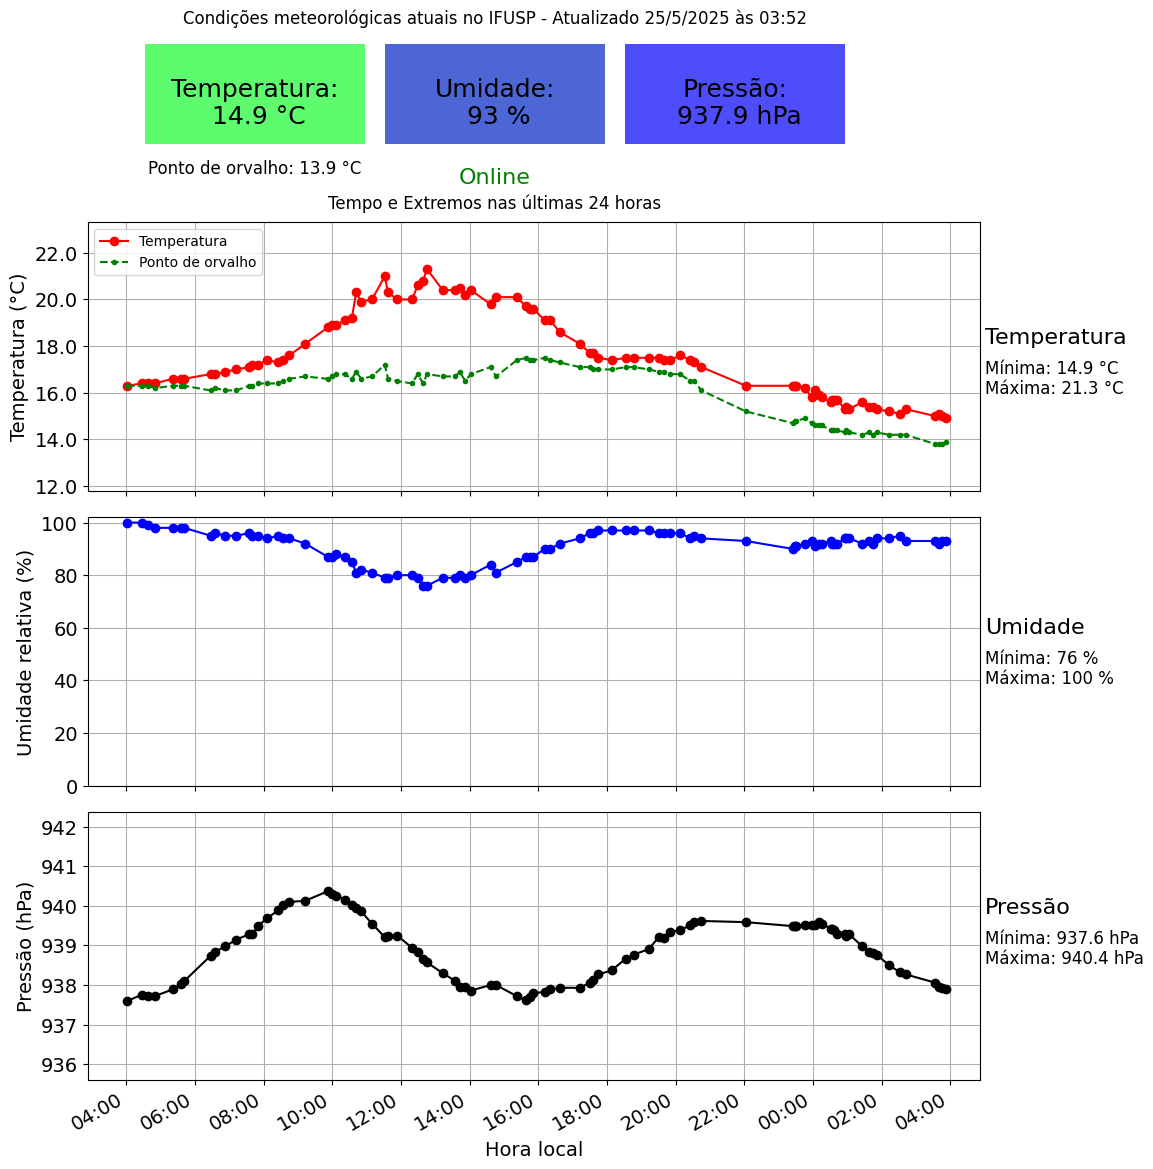 Condições meteorológicas atuais no IFUSP - Atualizado 25/5/2025 às 03:52
Temperatura:
14.9 °C
Umidade:
93 %
Pressão:
937.9 hPa
Ponto de orvalho: 13.9 °C
Online
Tempo e Extremos nas últimas 24 horas
Temperatura (°C)
22.0
20.0
18.0
16.0
14.0
12.0
Temperatura
Ponto de orvalho
Temperatura
Mínima: 14.9 °C
Máxima: 21.3 °C
Umidade relativa (%)
100
80
60
40
20
0
Umidade
Mínima: 76 %
Máxima: 100 %
Pressão (hPa)
942
941
940
939
938
937
936
Pressão
Mínima: 937.6 hPa
Máxima: 940.4 hPa
04:00 06:00 08:00 10:00 12:00 14:00 16:00 18:00 20:00 22:00 00:00 02:00 04:00
Hora local